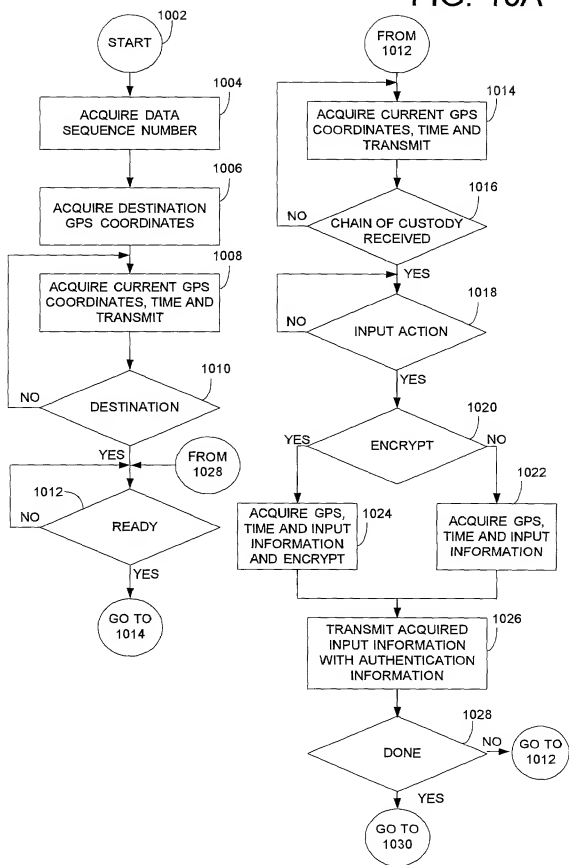 FIG. 10A
1002
START
1004
ACQUIRE DATA
SEQUENCE NUMBER
1006
ACQUIRE DESTINATION
GPS COORDINATES
1008
ACQUIRE CURRENT GPS
COORDINATES, TIME AND
TRANSMIT
1010
NO
DESTINATION
YES
FROM
1028
1012
NO
READY
YES
GO TO
1014
FROM
1012
1014
ACQUIRE CURRENT GPS
COORDINATES, TIME AND
TRANSMIT
1016
NO
CHAIN OF CUSTODY
RECEIVED
YES
1018
NO
INPUT ACTION
YES
1020
YES
ENCRYPT
NO
1024
ACQUIRE GPS,
TIME AND INPUT
INFORMATION
AND ENCRYPT
1022
ACQUIRE GPS,
TIME AND INPUT
INFORMATION
1026
TRANSMIT ACQUIRED
INPUT INFORMATION
WITH AUTHENTICATION
INFORMATION
1028
DONE
NO
GO TO
1012
YES
GO TO
1030